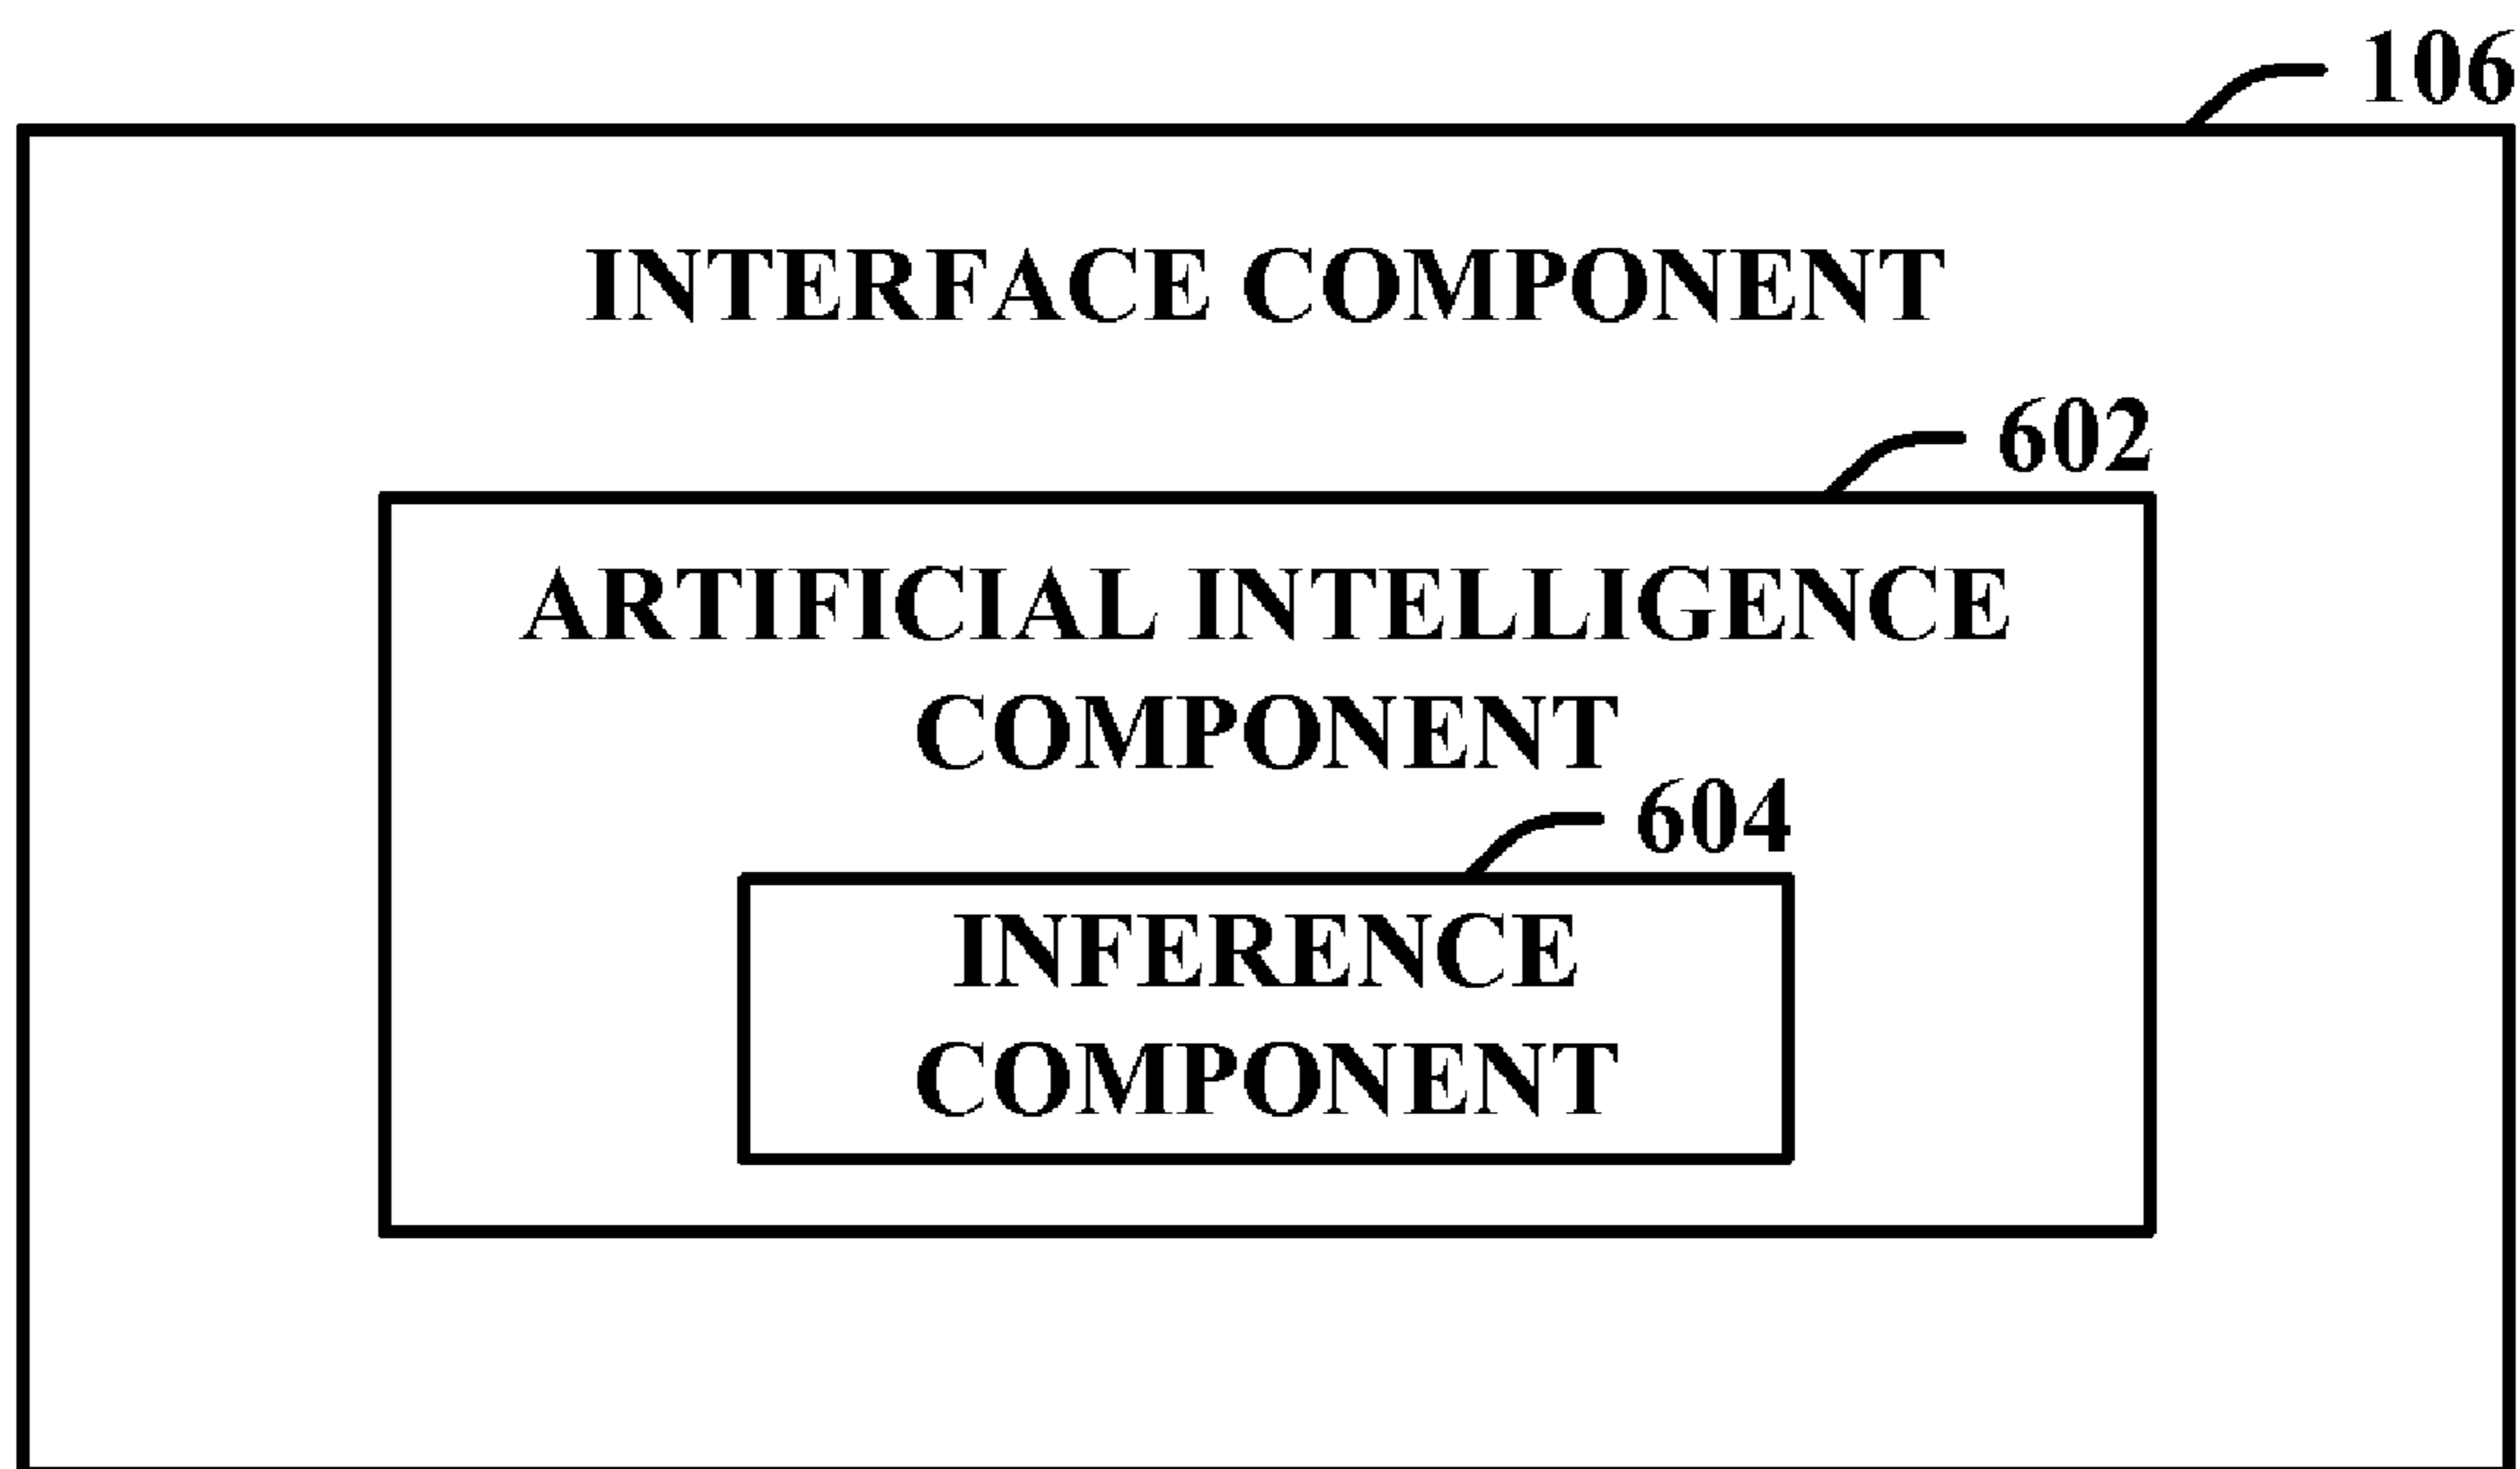 106
INTERFACE COMPONENT
602
ARTIFICIAL INTELLIGENCE
COMPONENT
604
INFERENCE
COMPONENT